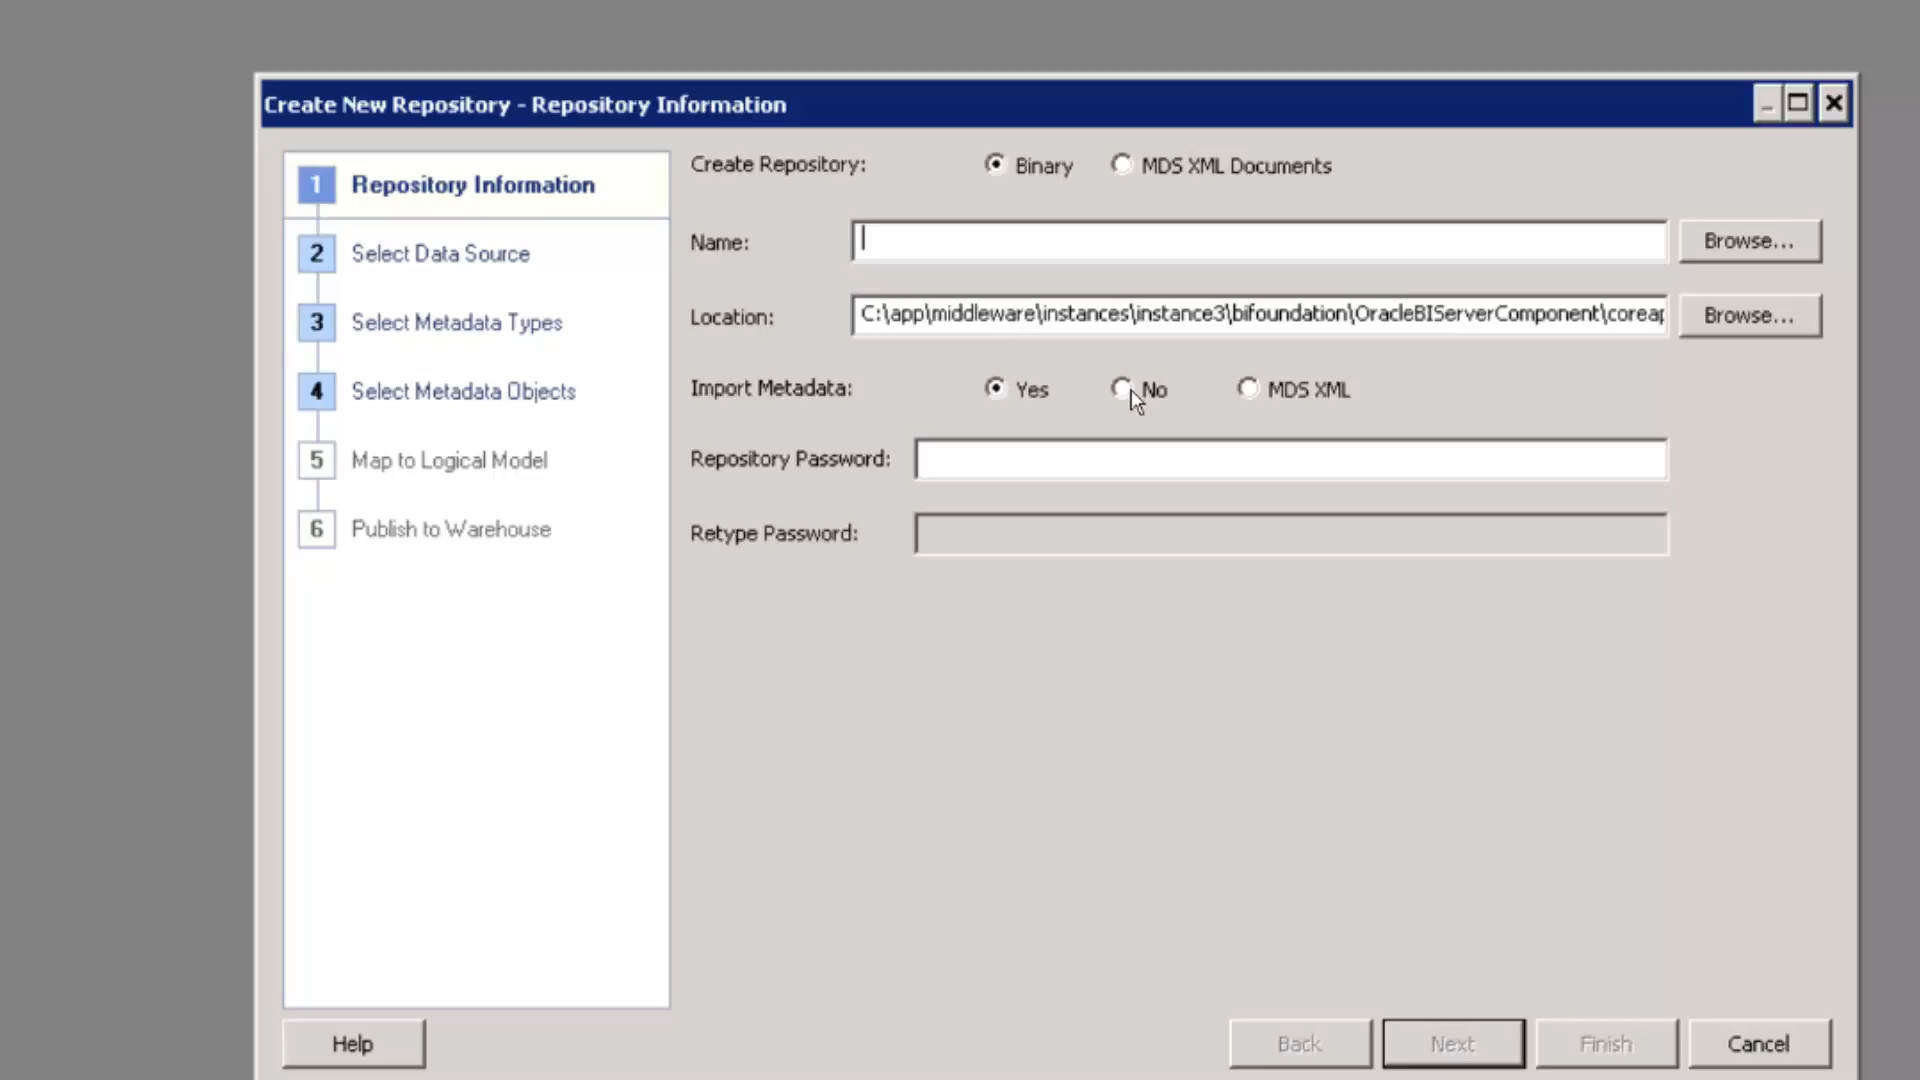 Create New Repository - Repository Information
1 Repository Information
2 Select Data Source
3 Select Metadata Types
4 Select Metadata Objects
5 Map to Logical Model
6 Publish to Warehouse
Create Repository: Binary MDS XML Documents
Name: Browse...
Location: C:\app\middleware\instances\instance3\bifoundation\OracleBIServerComponent\coreap Browse...
Import Metadata: Yes No MDS XML
Repository Password:
Retype Password:
Help Back Next Finish Cancel